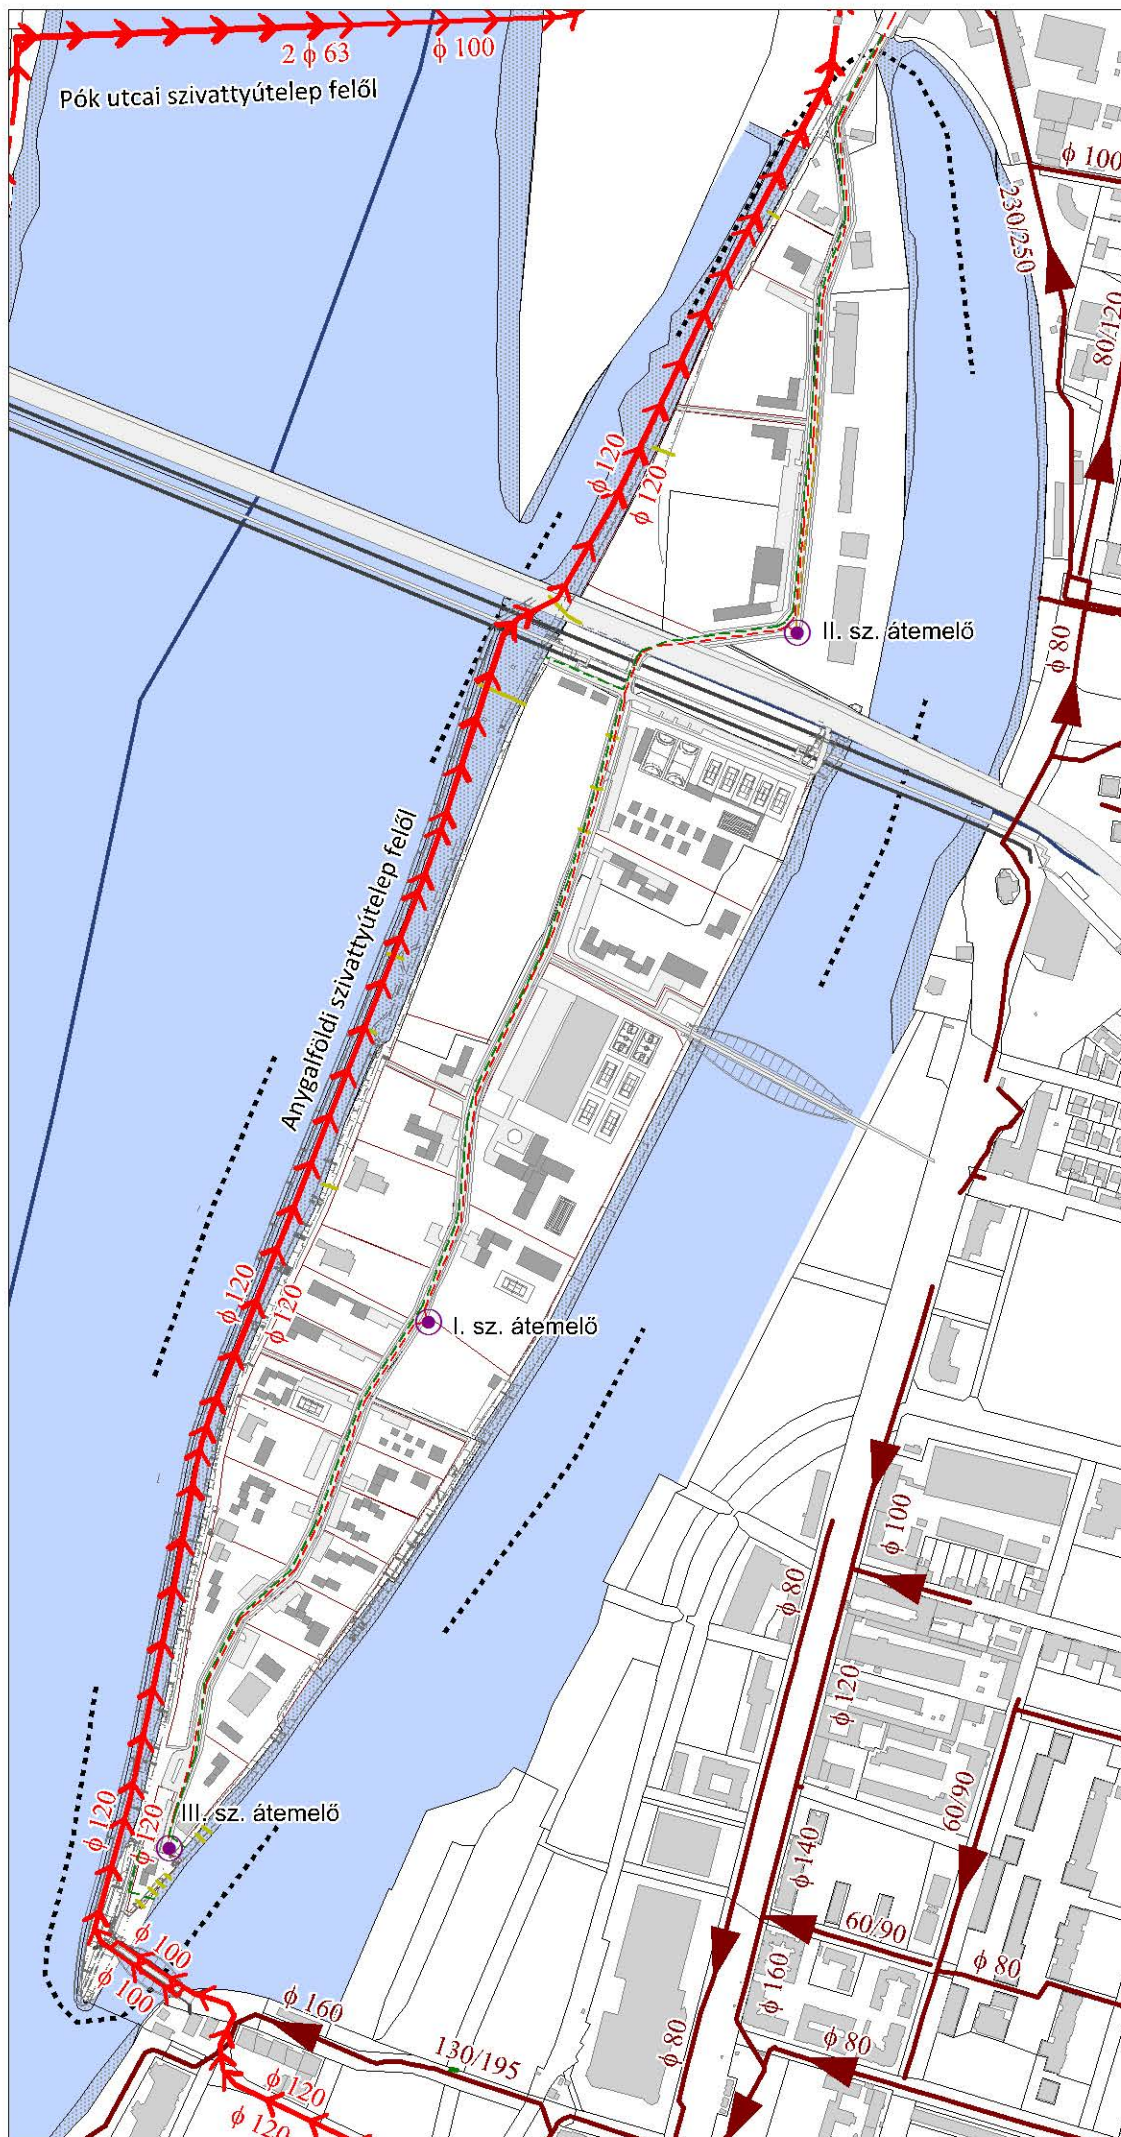 2 ϕ 63
ϕ 100
Pók utcai szivattyútelep felől
ϕ 100
230/250
80/120
ϕ 120
ϕ 120
II. sz. átemelő
ϕ 80
Anygalföldi szivattyútelep felől
ϕ 120
ϕ 120
I. sz. átemelő
ϕ 100
ϕ 80
ϕ 120
60/90
III. sz. átemelő
ϕ 120
ϕ 120
ϕ 140
60/90
ϕ 100
ϕ 100
ϕ 80
ϕ 160
ϕ 160
ϕ 80
ϕ 80
130/195
ϕ 120
ϕ 120